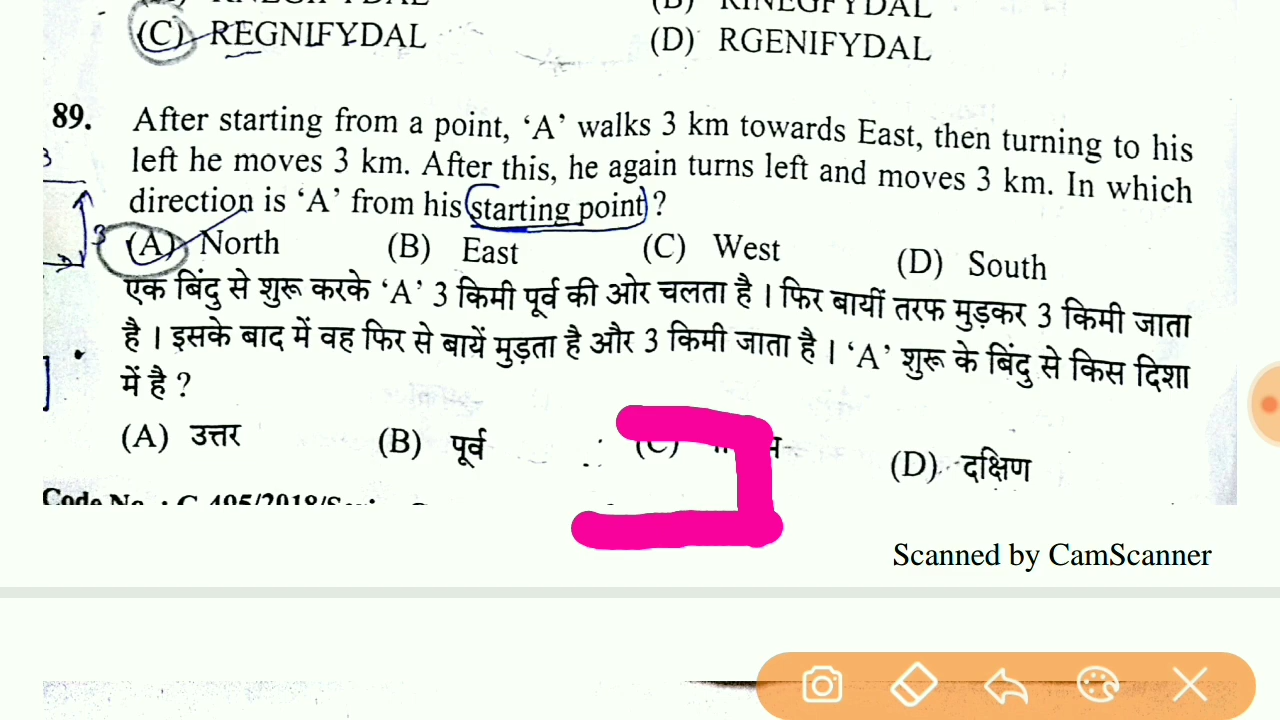 (C) REGNIFYDAL (D) RGENIFYDAL
89. After starting from a point, ‘A’ walks 3 km towards East, then turning to his
left he moves 3 km. After this, he again turns left and moves 3 km. In which
direction is ‘A’ from his starting point ?
(A) North (B) East (C) West (D) South
एक बिंदु से शुरू करके ‘A’ 3 किमी पूर्व की ओर चलता है । फिर बायीं तरफ मुड़कर 3 किमी जाता
है । इसके बाद में वह फिर से बायें मुड़ता है और 3 किमी जाता है । ‘A’ शुरू के बिंदु से किस दिशा
में है ?
(A) उत्तर (B) पूर्व (C) (D) दक्षिण
3
3
Scanned by CamScanner